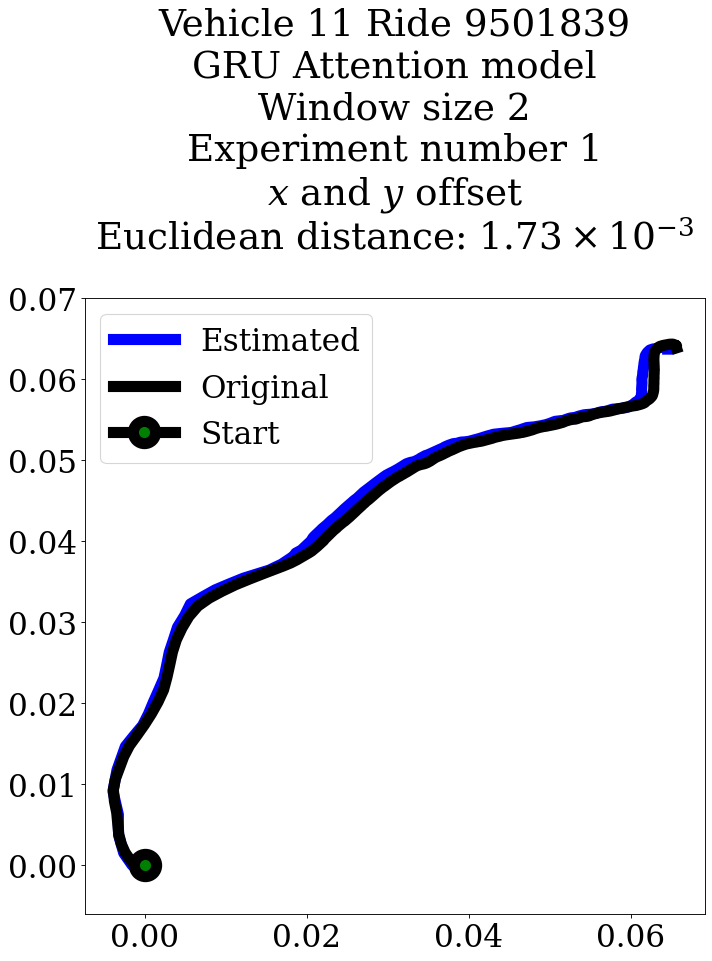 Vehicle 11 Ride 9501839
GRU Attention model
Window size 2
Experiment number 1
x and y offset
Euclidean distance: 1.73 × 10⁻³
Estimated
Original
Start
0.07
0.06
0.05
0.04
0.03
0.02
0.01
0.00
0.00 0.02 0.04 0.06